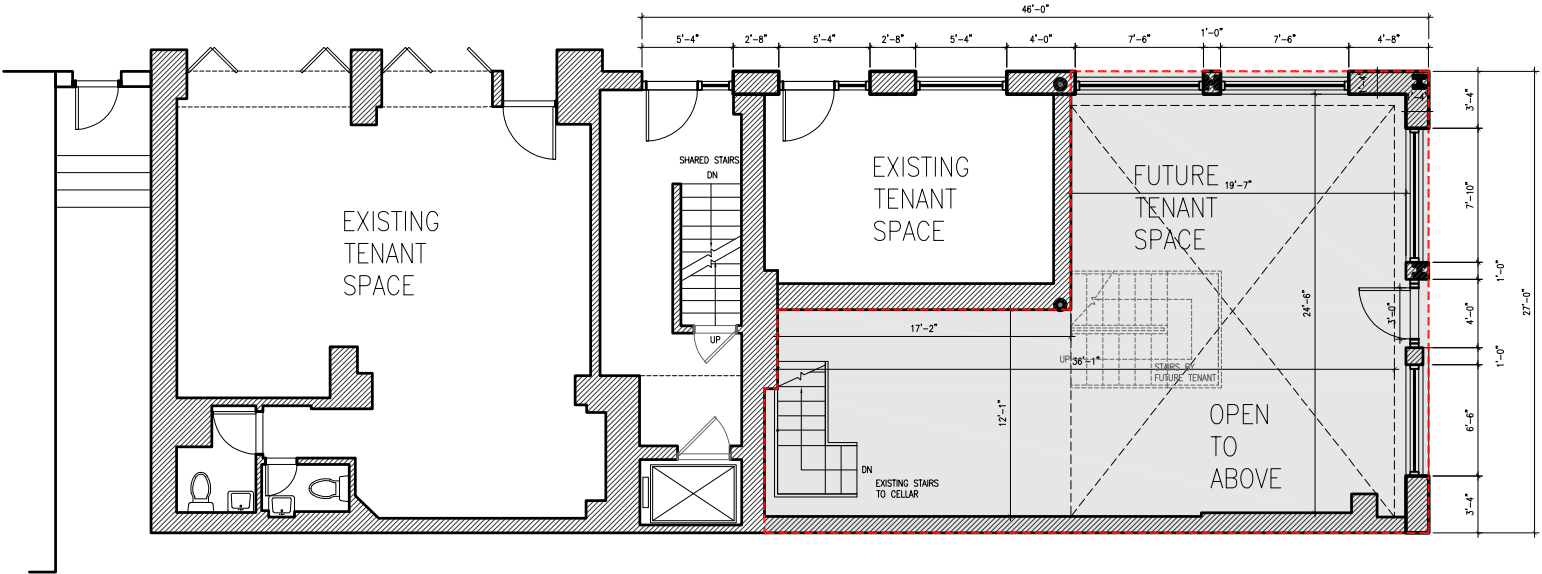 46'-0"
5'-4"
2'-8"
5'-4"
2'-8"
5'-4"
4'-0"
7'-6"
1'-0"
7'-6"
4'-8"
1'-4"
3'-4"
SHARED STAIRS
DN
EXISTING
TENANT
SPACE
FUTURE
TENANT
SPACE
19'-7"
7'-10"
EXISTING
TENANT
SPACE
1'-0"
24'-6"
3'-0"
4'-0"
27'-0"
17'-2"
UP
UP
36'-1"
STAIRS BY
FUTURE TENANT
1'-0"
12'-1"
OPEN
TO
ABOVE
6'-6"
DN
EXISTING STAIRS
TO CELLAR
3'-4"